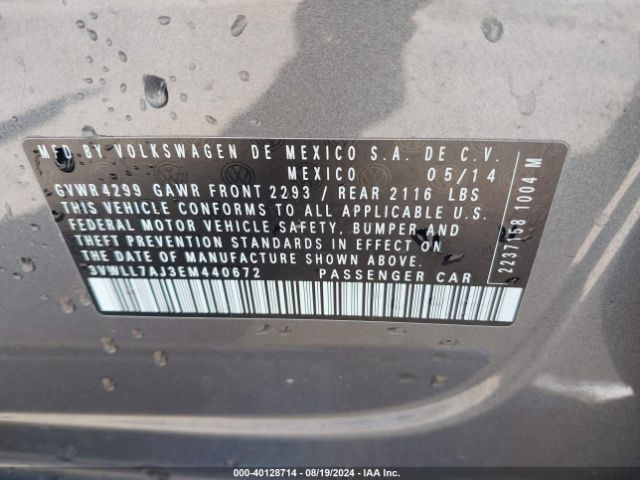 MFD BY VOLKSWAGEN DE MEXICO S.A. DE C.V.
MEXICO 05/14
GVWR 4299 GAWR FRONT 2293 / REAR 2116 LBS
THIS VEHICLE CONFORMS TO ALL APPLICABLE U.S.
FEDERAL MOTOR VEHICLE SAFETY, BUMPER AND
THEFT PREVENTION STANDARDS IN EFFECT ON
THE DATE OF MANUFACTURE SHOWN ABOVE.
3VWLL7AJ3EM440672 PASSENGER CAR
1004 M
000-40128714 - 08/19/2024 - IAA Inc.